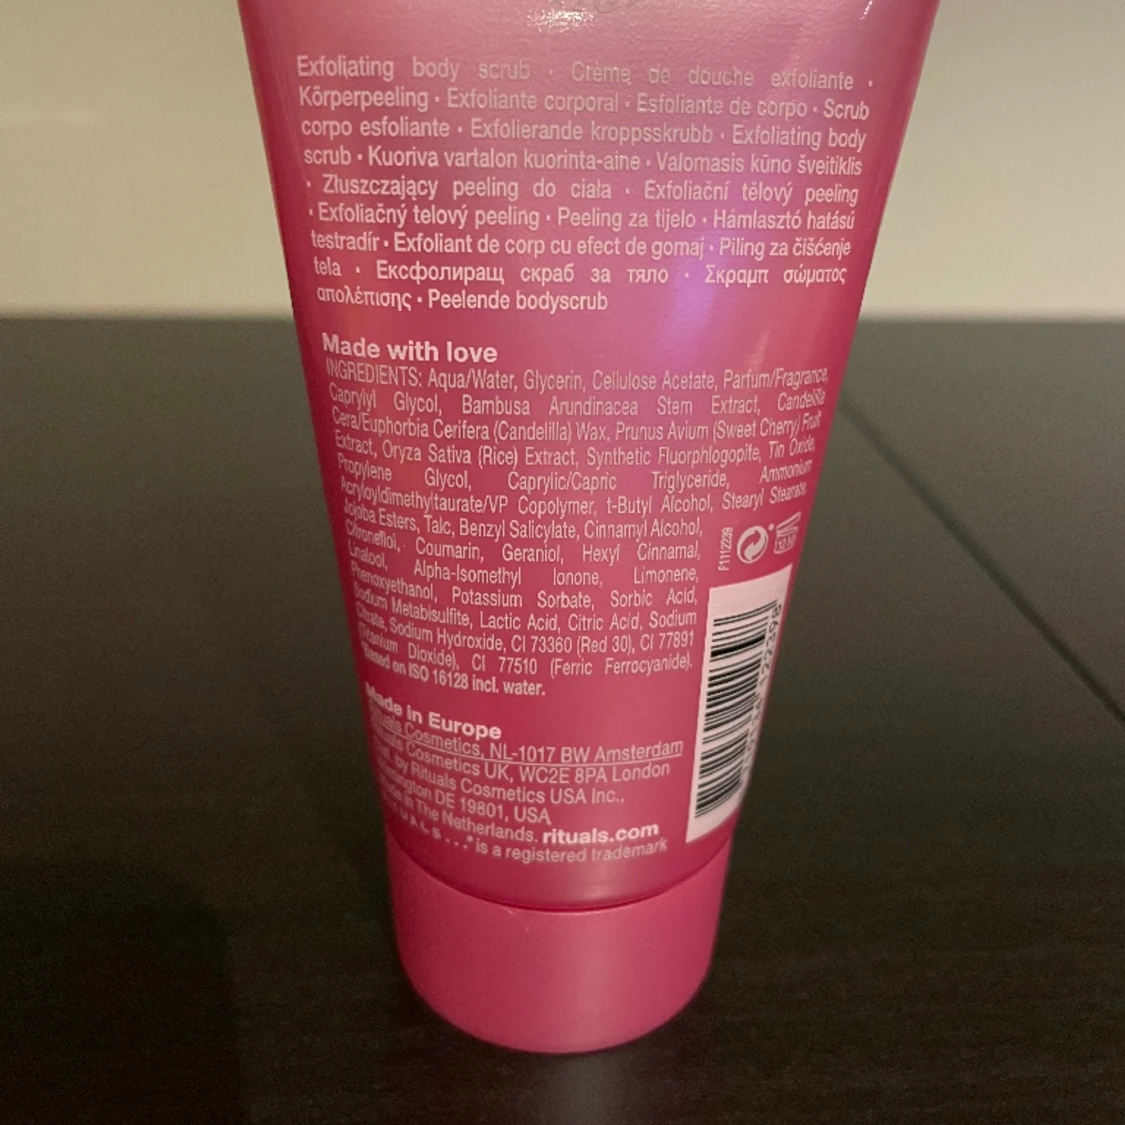 Exfoliating body scrub · Crème de douche exfoliante ·
Körperpeeling · Exfoliante corporal · Esfoliante de corpo · Scrub
corpo esfoliante · Exfolierande kroppsskrubb · Exfoliating body
scrub · Kuoriva vartalon kuorinta-aine · Valomasis kūno šveitiklis
· Złuszczający peeling do ciała · Exfoliační tělový peeling
· Exfoliačný telový peeling · Peeling za tijelo · Hámlasztó hatású
testradír · Exfoliant de corp cu efect de gomaj · Piling za čiščenje
tela · Ексфолиращ скраб за тяло · Σκραμπ σώματος
απολέπισης · Peelende bodyscrub
Made with love
INGREDIENTS: Aqua/Water, Glycerin, Cellulose Acetate, Parfum/Fragrance,
Caprylyl Glycol, Bambusa Arundinacea Stem Extract, Candelilla
Cera/Euphorbia Cerifera (Candelilla) Wax, Prunus Avium (Sweet Cherry) Fruit
Extract, Oryza Sativa (Rice) Extract, Synthetic Fluorphlogopite, Tin Oxide,
Propylene Glycol, Caprylic/Capric Triglyceride, Ammonium
Acryloyldimethyltaurate/VP Copolymer, t-Butyl Alcohol, Stearyl Stearate,
Jojoba Esters, Talc, Benzyl Salicylate, Cinnamyl Alcohol,
Citronellol, Coumarin, Geraniol, Hexyl Cinnamal,
Linalool, Alpha-Isomethyl Ionone, Limonene,
Phenoxyethanol, Potassium Sorbate, Sorbic Acid,
Sodium Metabisulfite, Lactic Acid, Citric Acid, Sodium
Citrate, Sodium Hydroxide, CI 73360 (Red 30), CI 77891
(Titanium Dioxide), CI 77510 (Ferric Ferrocyanide).
Based on ISO 16128 incl. water.
F1112239
Made in Europe
Rituals Cosmetics, NL-1017 BW Amsterdam
Rituals Cosmetics UK, WC2E 8PA London
by Rituals Cosmetics USA Inc.,
DE 19801, USA
Made in The Netherlands. rituals.com
RITUALS...® is a registered trademark